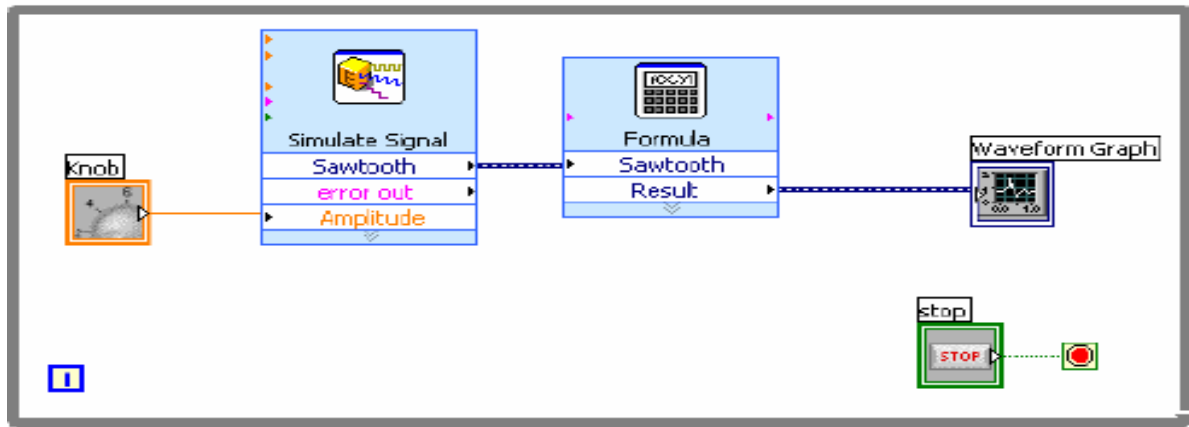 Simulate Signal
Sawtooth
error out
Amplitude
Formula
Sawtooth
Result
Knob
Waveform Graph
stop
STOP
i